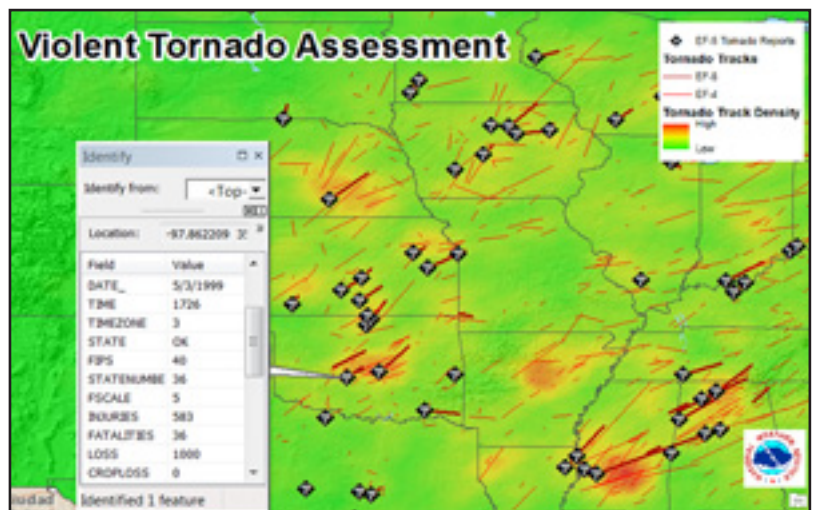 Violent Tornado Assessment
EF-5 Tornado Reports
Tornado Tracks
EF-5
EF-4
Tornado Track Density
High
Low
Identify
Identify from: <Top-
Location: -97.862209 35
Field Value
DATE_ 5/3/1999
TIME 1726
TIMEZONE 3
STATE OK
FIPS 40
STATENUMBE 36
FSCALE 5
INJURIES 583
FATALITIES 36
LOSS 1000
CROPLOSS 0
Identified 1 feature
iudad